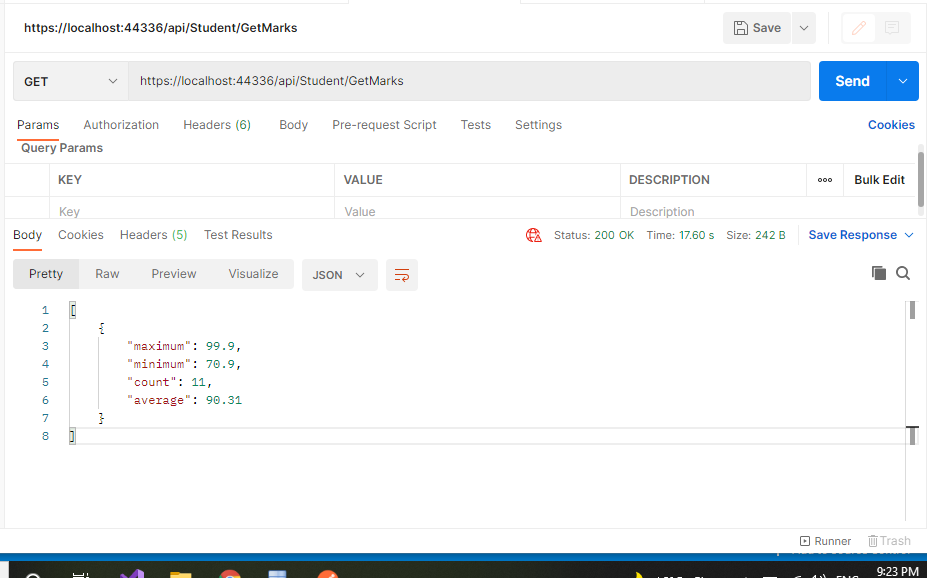 https://localhost:44336/api/Student/GetMarks
Save
GET
https://localhost:44336/api/Student/GetMarks
Send
Params Authorization Headers (6) Body Pre-request Script Tests Settings Cookies
Query Params
KEY VALUE DESCRIPTION ooo Bulk Edit
Key Value Description
Body Cookies Headers (5) Test Results Status: 200 OK Time: 17.60 s Size: 242 B Save Response
Pretty Raw Preview Visualize JSON
1 [
2 {
3 "maximum": 99.9,
4 "minimum": 70.9,
5 "count": 11,
6 "average": 90.31
7 }
8 ]
Runner Trash
9:23 PM